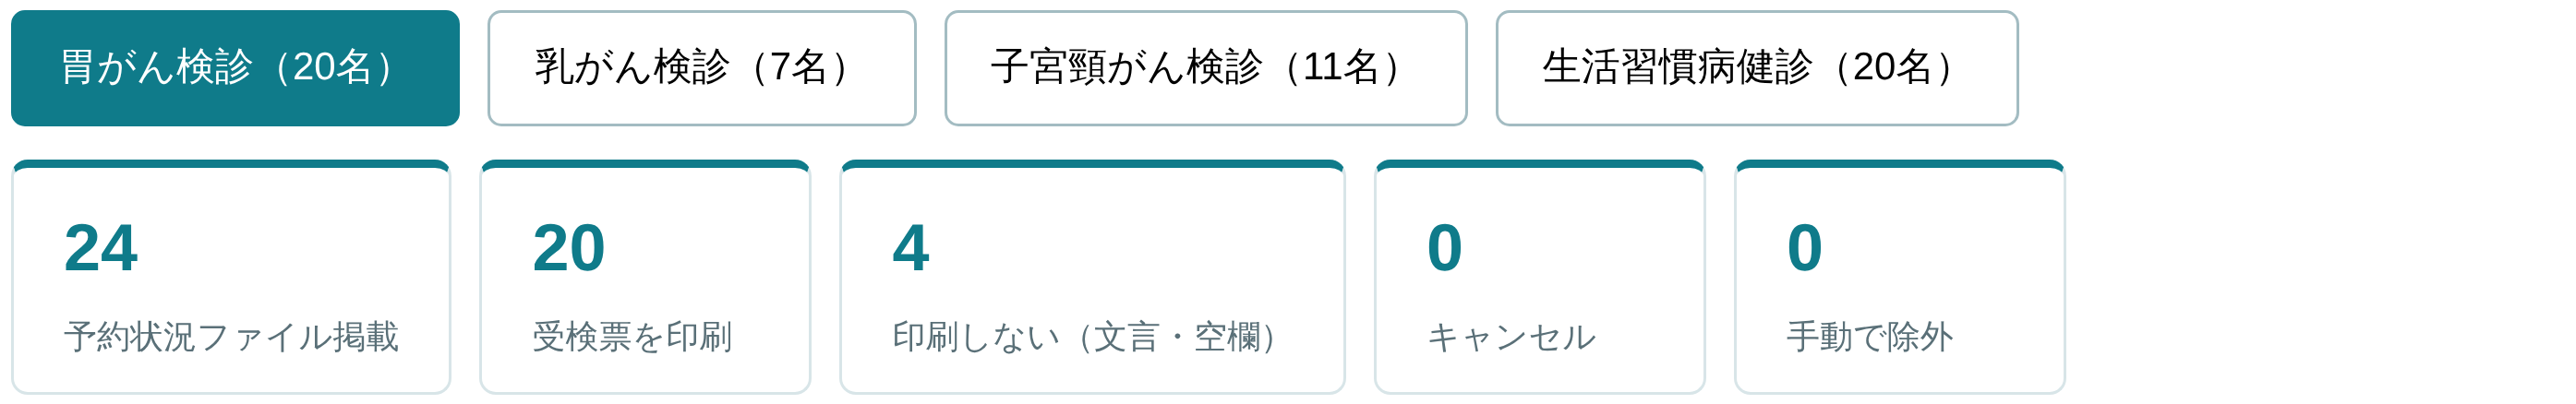 胃がん検診（20名）
乳がん検診（7名）
子宮頸がん検診（11名）
生活習慣病健診（20名）
24
予約状況ファイル掲載
20
受検票を印刷
4
印刷しない（文言・空欄）
0
キャンセル
0
手動で除外